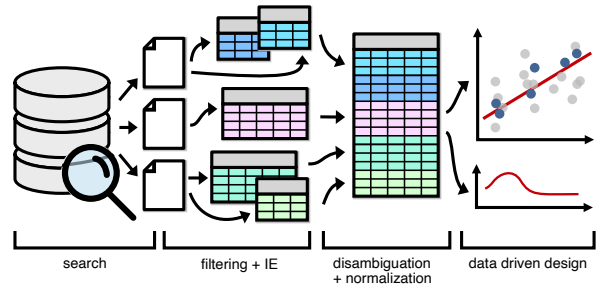 search
filtering + IE
disambiguation
+ normalization
data driven design